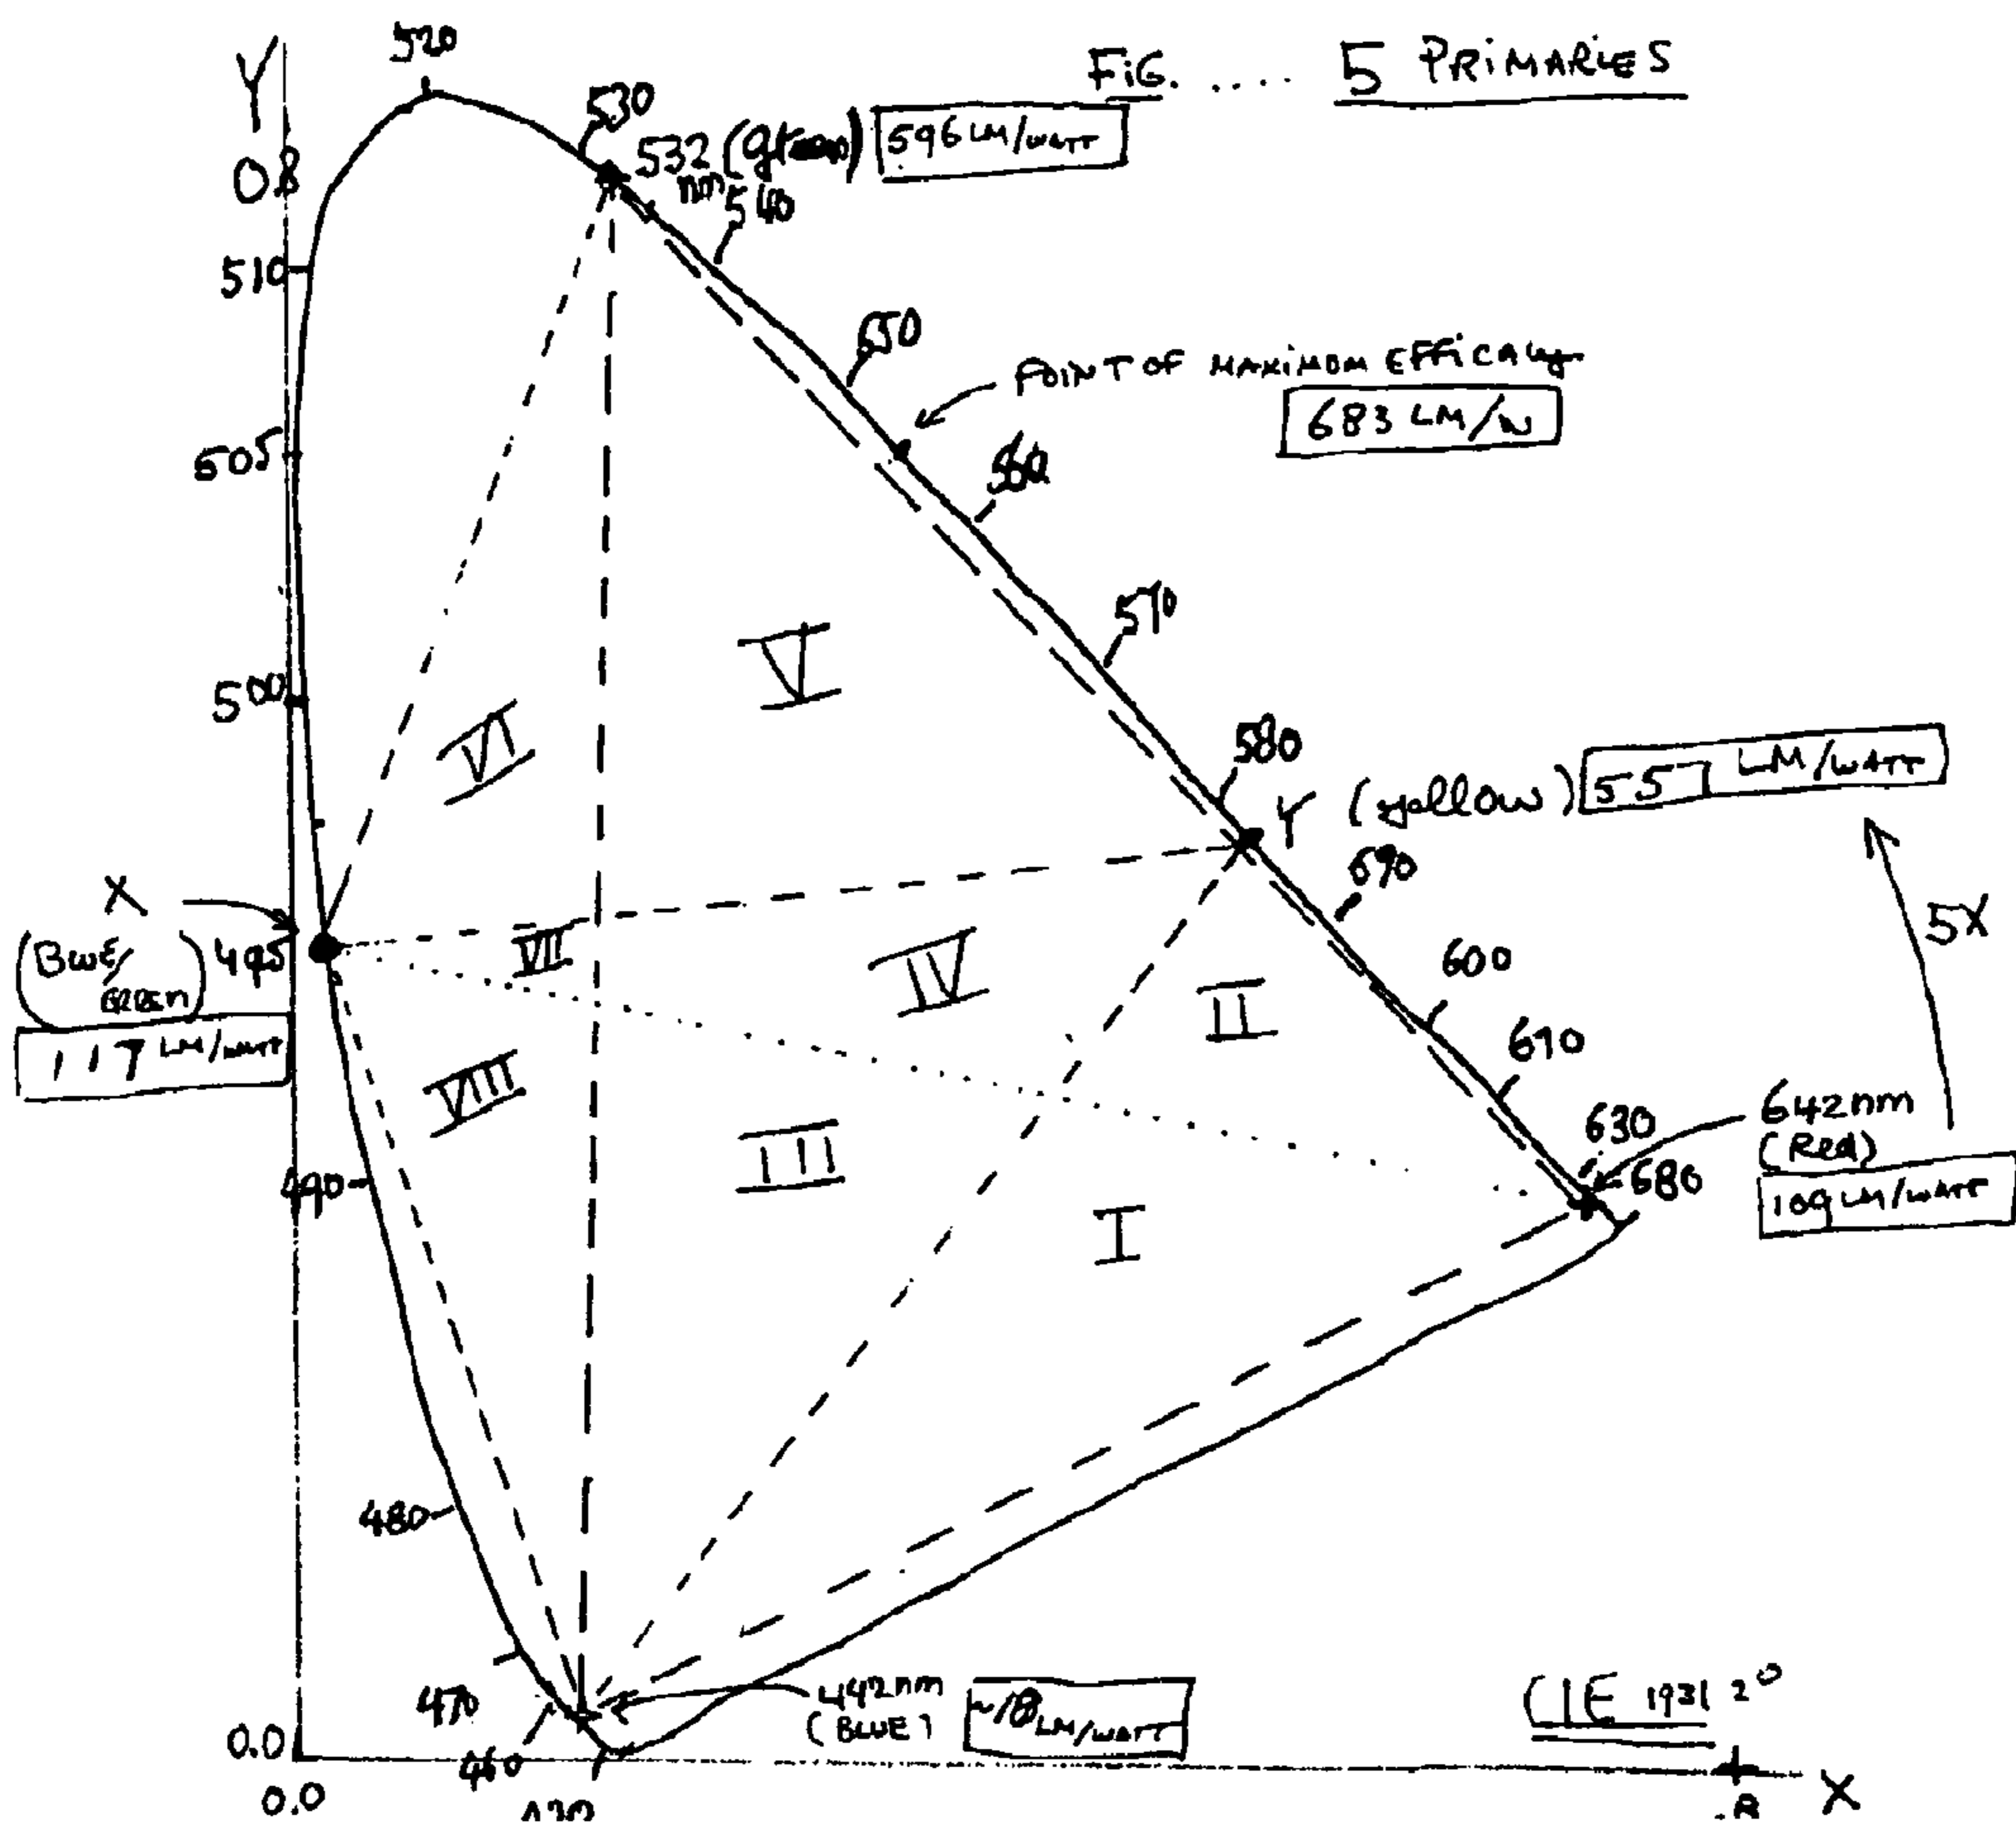 FIG. .... 5 PRIMARIES
Y
520
530
0.8
532 (green) 596 LM/WATT
nm
540
510
550
POINT OF MAXIMUM EFFICACY
683 LM/W
505
560
570
V
500
VI
580
Y (yellow) 551 LM/WATT
590
X
(BLUE/GREEN) 495
117 LM/WATT
VII
IV
II
600
5X
610
VIII
III
630
642nm
(Red)
109 LM/WATT
680
490
I
480
470
442nm
(BLUE)
LM/WATT
CIE 1931 2°
0.0
460
0.0
.8
X